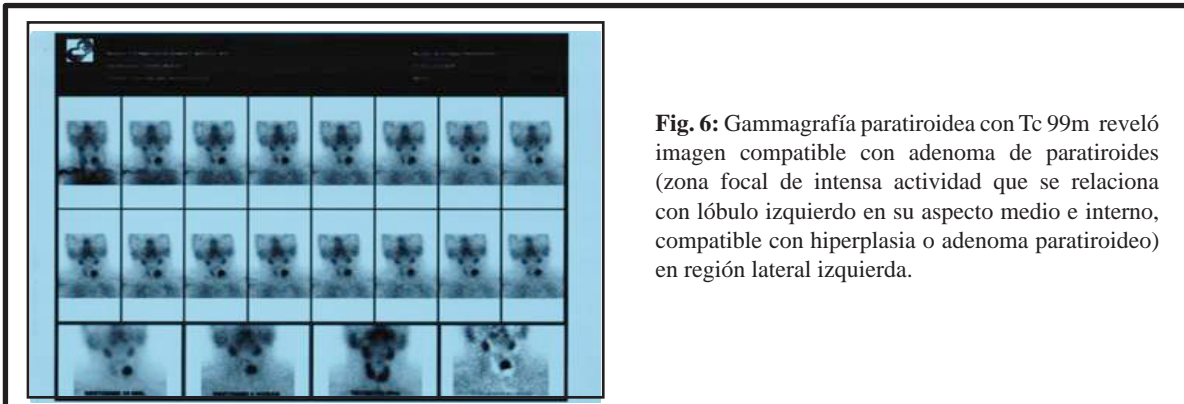 Fig. 6: Gammagrafía paratiroidea con Tc 99m reveló
imagen compatible con adenoma de paratiroides
(zona focal de intensa actividad que se relaciona
con lóbulo izquierdo en su aspecto medio e interno,
compatible con hiperplasia o adenoma paratiroideo)
en región lateral izquierda.